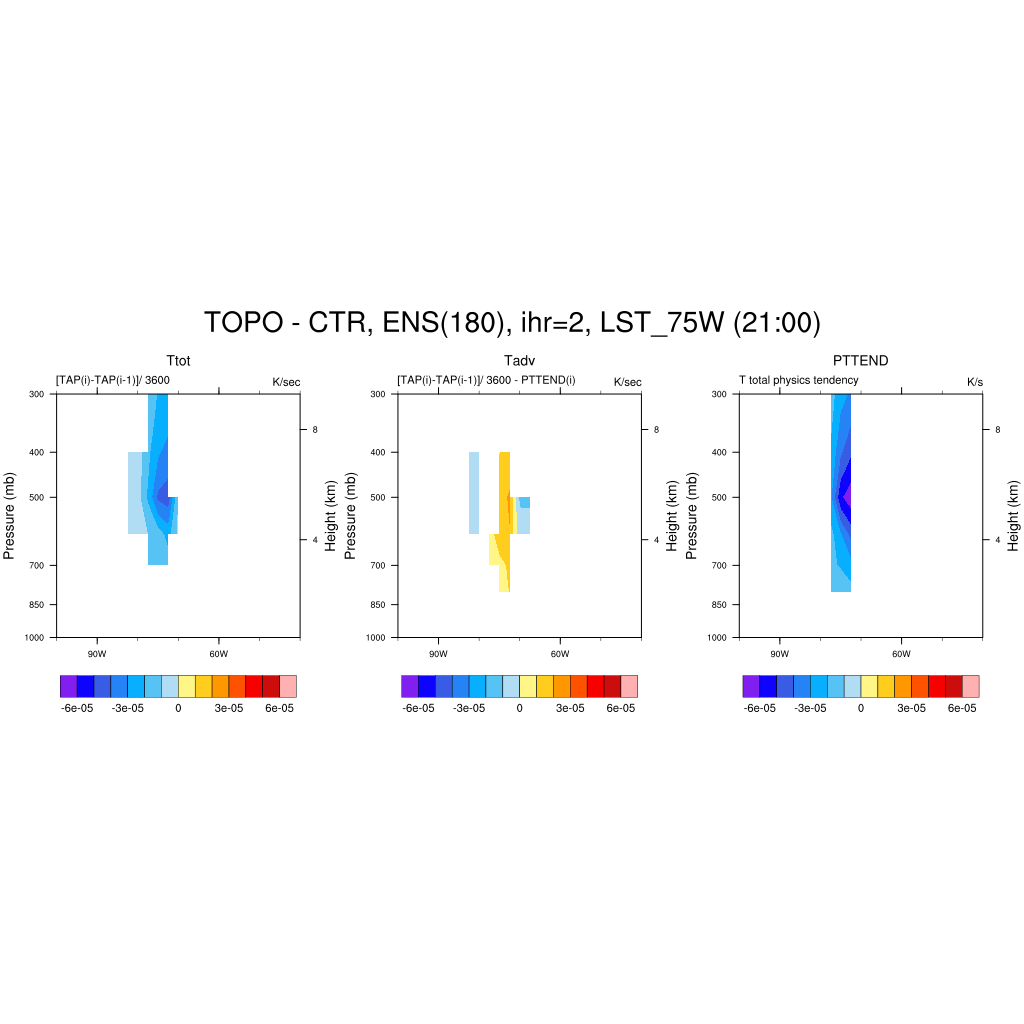 TOPO - CTR, ENS(180), ihr=2, LST_75W (21:00)
Ttot
[TAP(i)-TAP(i-1)]/ 3600 K/sec
300
400
500
700
850
1000
Pressure (mb)
8
4
Height (km)
90W 60W
-6e-05 -3e-05 0 3e-05 6e-05
Tadv
[TAP(i)-TAP(i-1)]/ 3600 - PTTEND(i) K/sec
300
400
500
700
850
1000
Pressure (mb)
8
4
Height (km)
90W 60W
-6e-05 -3e-05 0 3e-05 6e-05
PTTEND
T total physics tendency K/s
300
400
500
700
850
1000
Pressure (mb)
8
4
Height (km)
90W 60W
-6e-05 -3e-05 0 3e-05 6e-05